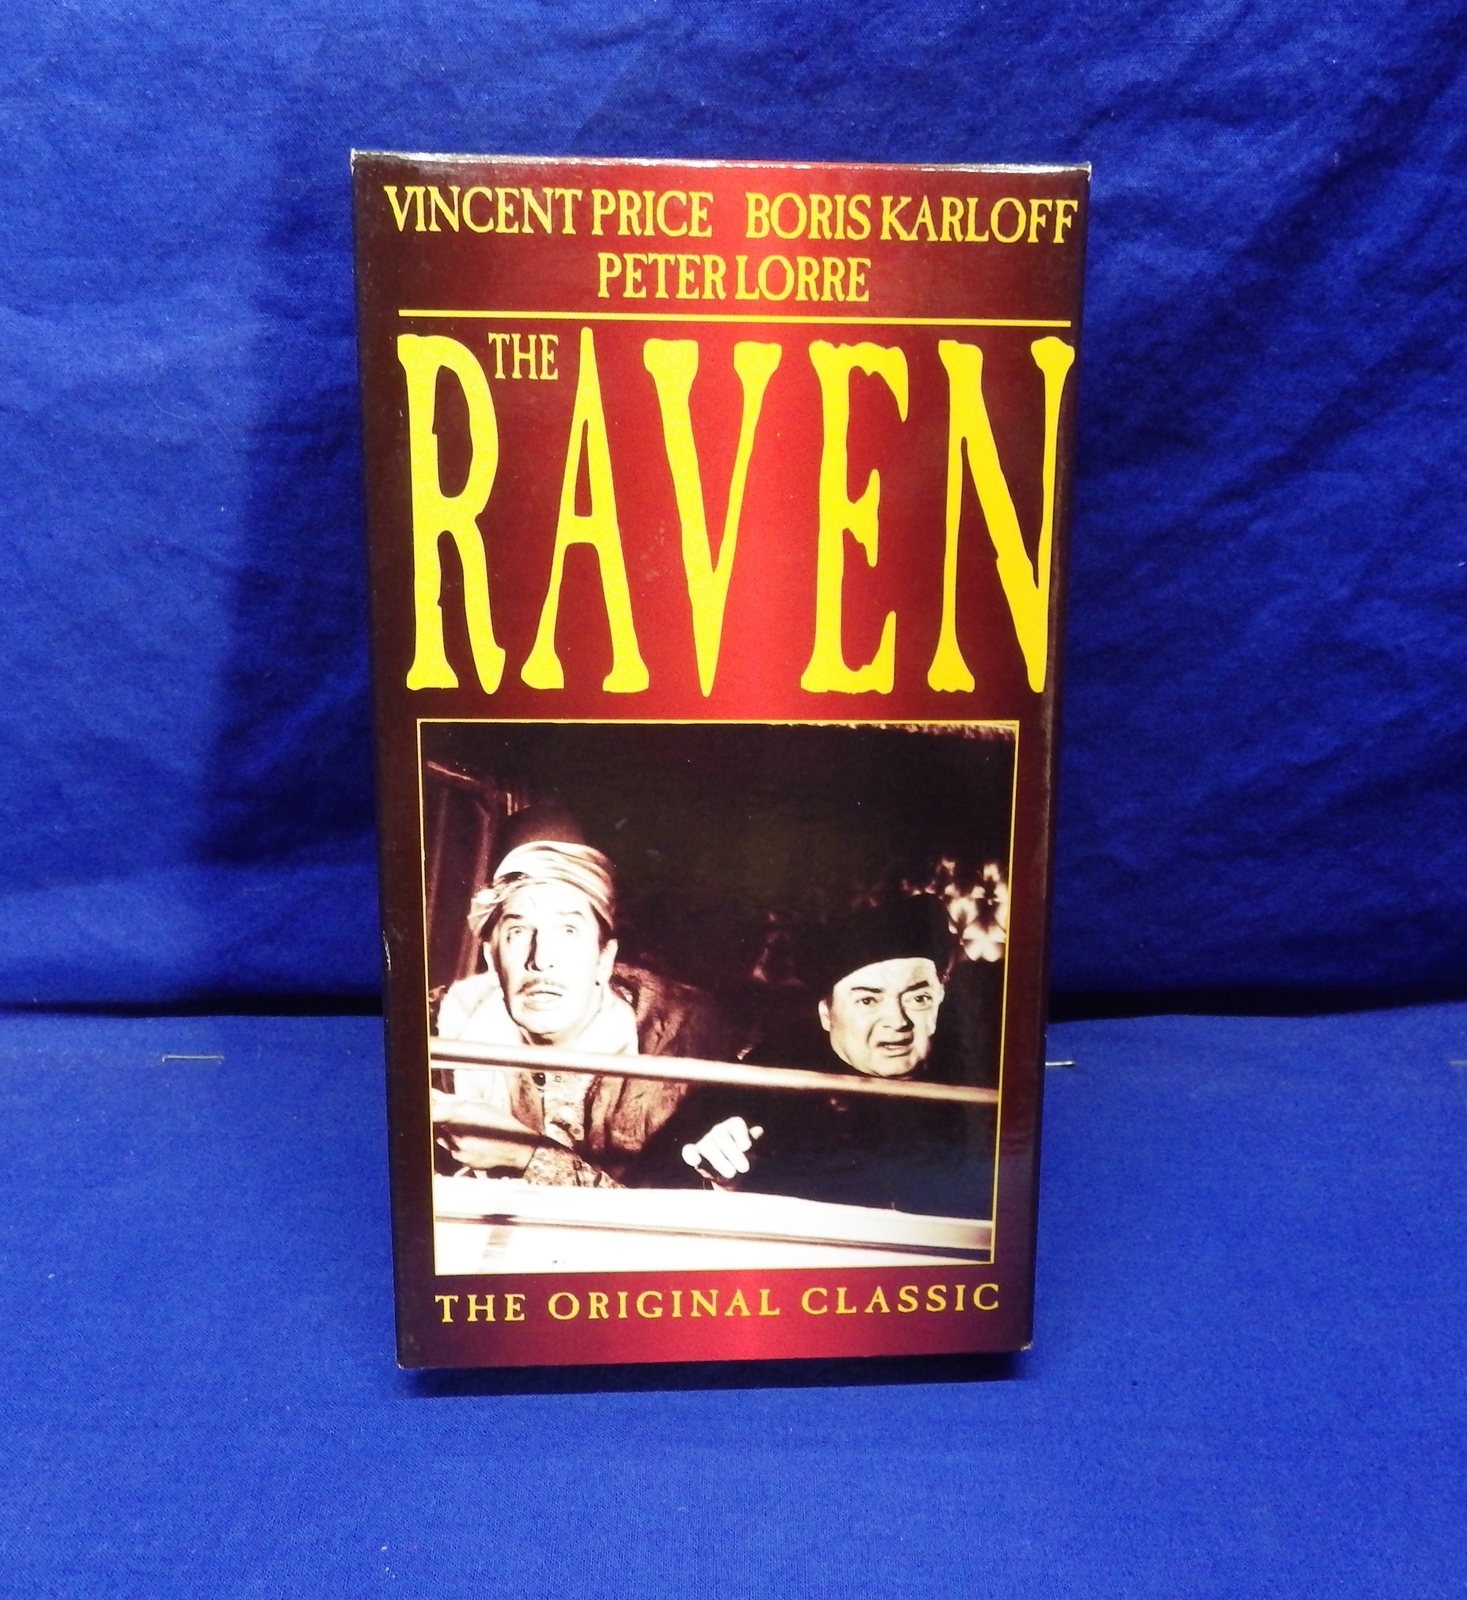 VINCENT PRICE BORIS KARLOFF
PETER LORRE
THE
RAVEN
THE ORIGINAL CLASSIC